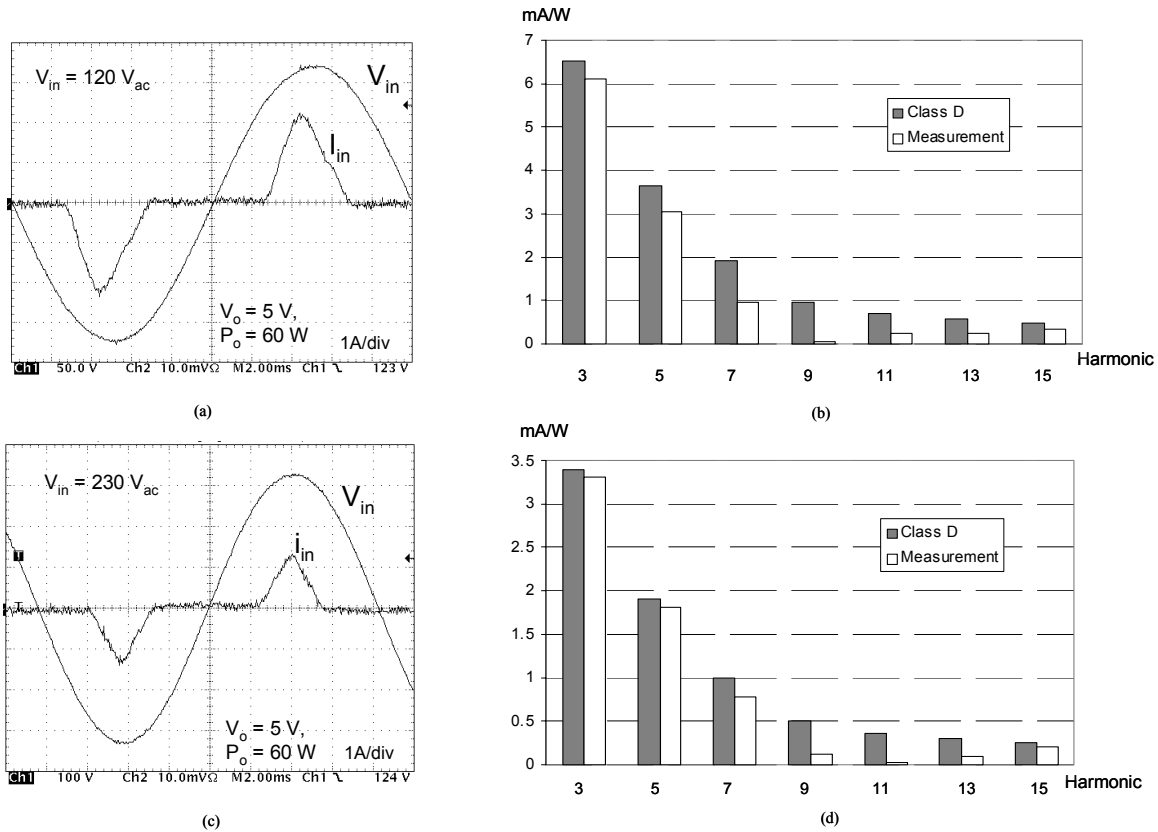 V_in = 120 V_ac
V_in
I_in
V_o = 5 V,
P_o = 60 W
1A/div
Ch1 50.0 V Ch2 10.0mVΩ M2.00ms Ch1 123 V
(a)
mA/W
7
6
5
4
3
2
1
0
Class D
Measurement
3 5 7 9 11 13 15
Harmonic
(b)
V_in = 230 V_ac
V_in
i_in
T
T
V_o = 5 V,
P_o = 60 W
1A/div
Ch1 100 V Ch2 10.0mVΩ M2.00ms Ch1 124 V
(c)
mA/W
3.5
3
2.5
2
1.5
1
0.5
0
Class D
Measurement
3 5 7 9 11 13 15
Harmonic
(d)